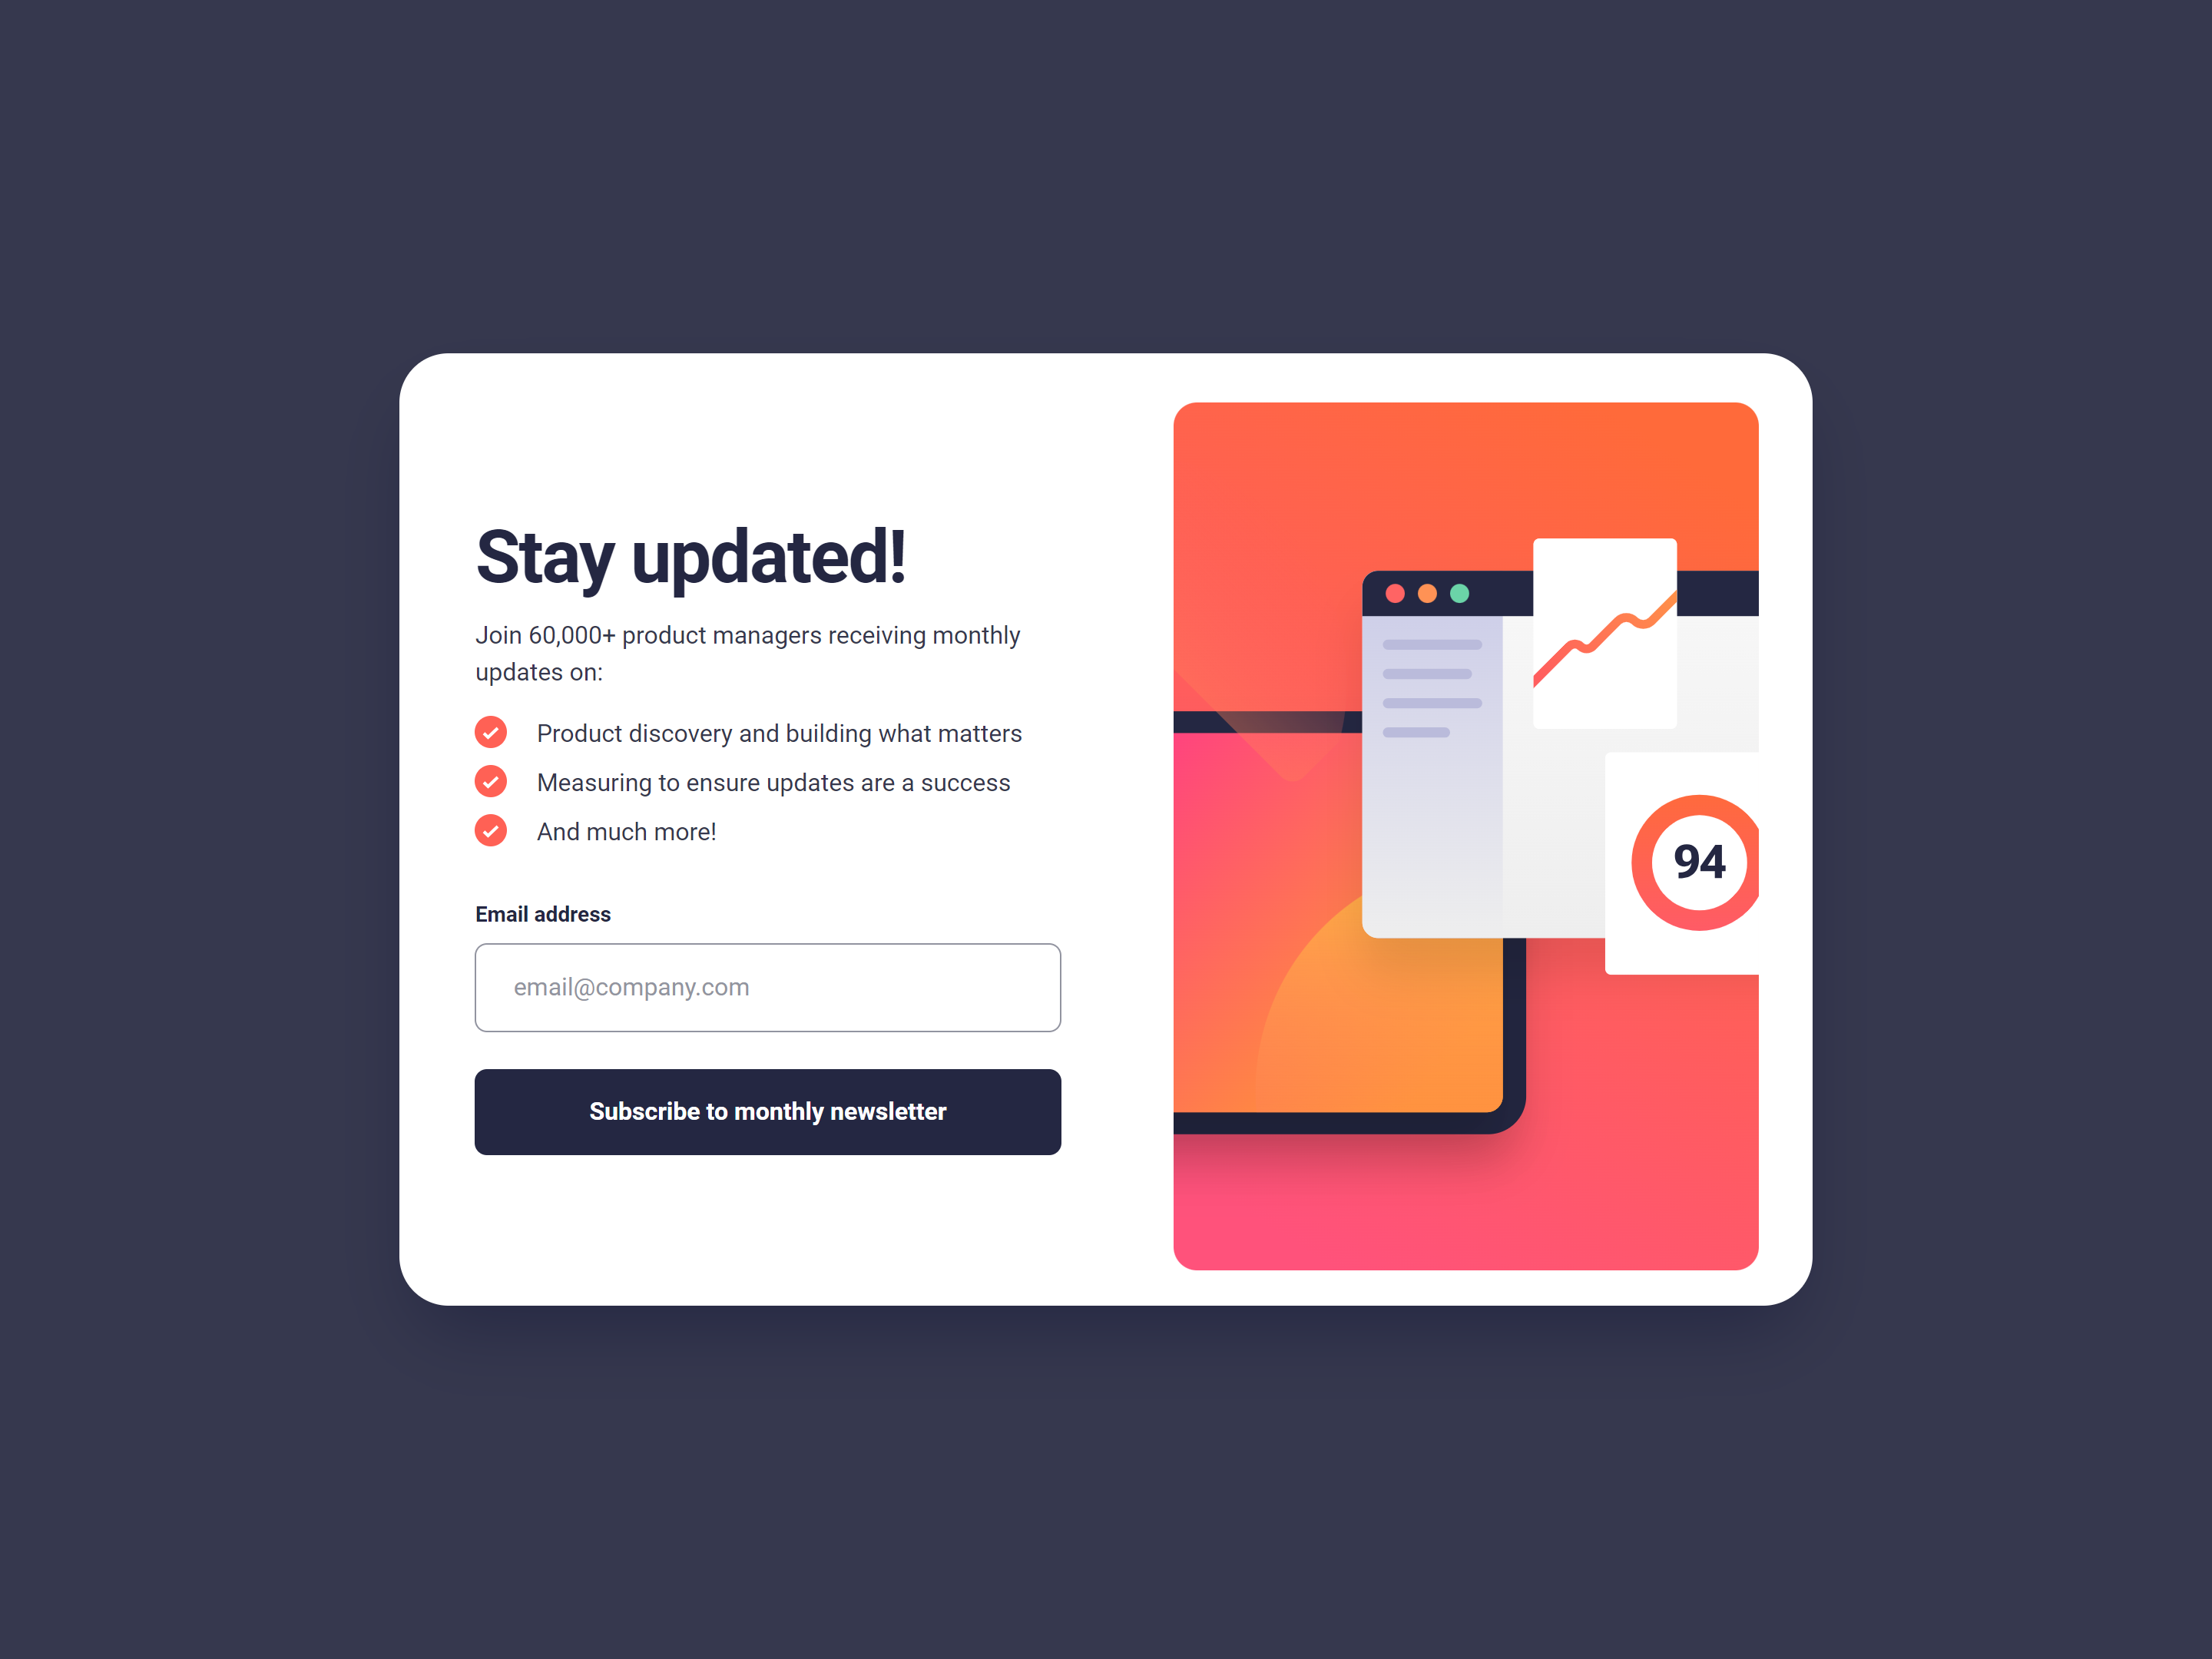 Stay updated!
Join 60,000+ product managers receiving monthly
updates on:
Product discovery and building what matters
Measuring to ensure updates are a success
And much more!
Email address
email@company.com
Subscribe to monthly newsletter
94